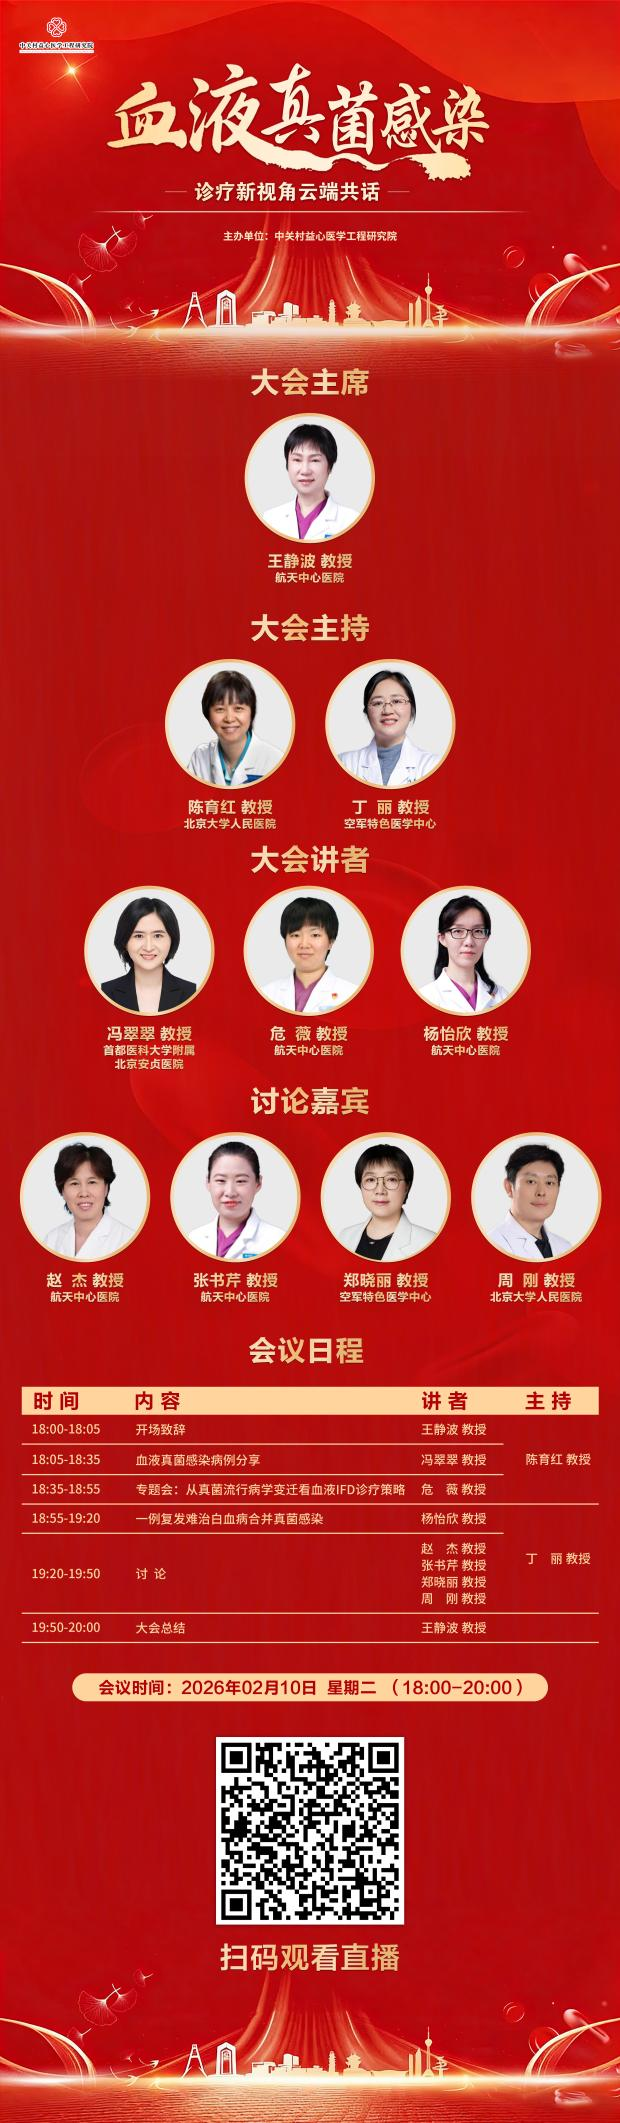 中关村益心医学工程研究院
血液真菌感染
诊疗新视角云端共话
主办单位：中关村益心医学工程研究院
大会主席
王静波 教授
航天中心医院
大会主持
陈育红 教授
北京大学人民医院
丁 丽 教授
空军特色医学中心
大会讲者
冯翠翠 教授
首都医科大学附属
北京安贞医院
危 薇 教授
航天中心医院
杨怡欣 教授
航天中心医院
讨论嘉宾
赵 杰 教授
航天中心医院
张书芹 教授
航天中心医院
郑晓丽 教授
空军特色医学中心
周 刚 教授
北京大学人民医院
会议日程
时间 内容 讲者 主持
18:00-18:05 开场致辞 王静波 教授
18:05-18:35 血液真菌感染病例分享 冯翠翠 教授 陈育红 教授
18:35-18:55 专题会：从真菌流行病学变迁看血液IFD诊疗策略 危 薇 教授
18:55-19:20 一例复发难治白血病合并真菌感染 杨怡欣 教授
丁 丽 教授
19:20-19:50 讨 论 赵 杰 教授
张书芹 教授
郑晓丽 教授
周 刚 教授
19:50-20:00 大会总结 王静波 教授
会议时间：2026年02月10日 星期二 （18:00-20:00）
扫码观看直播